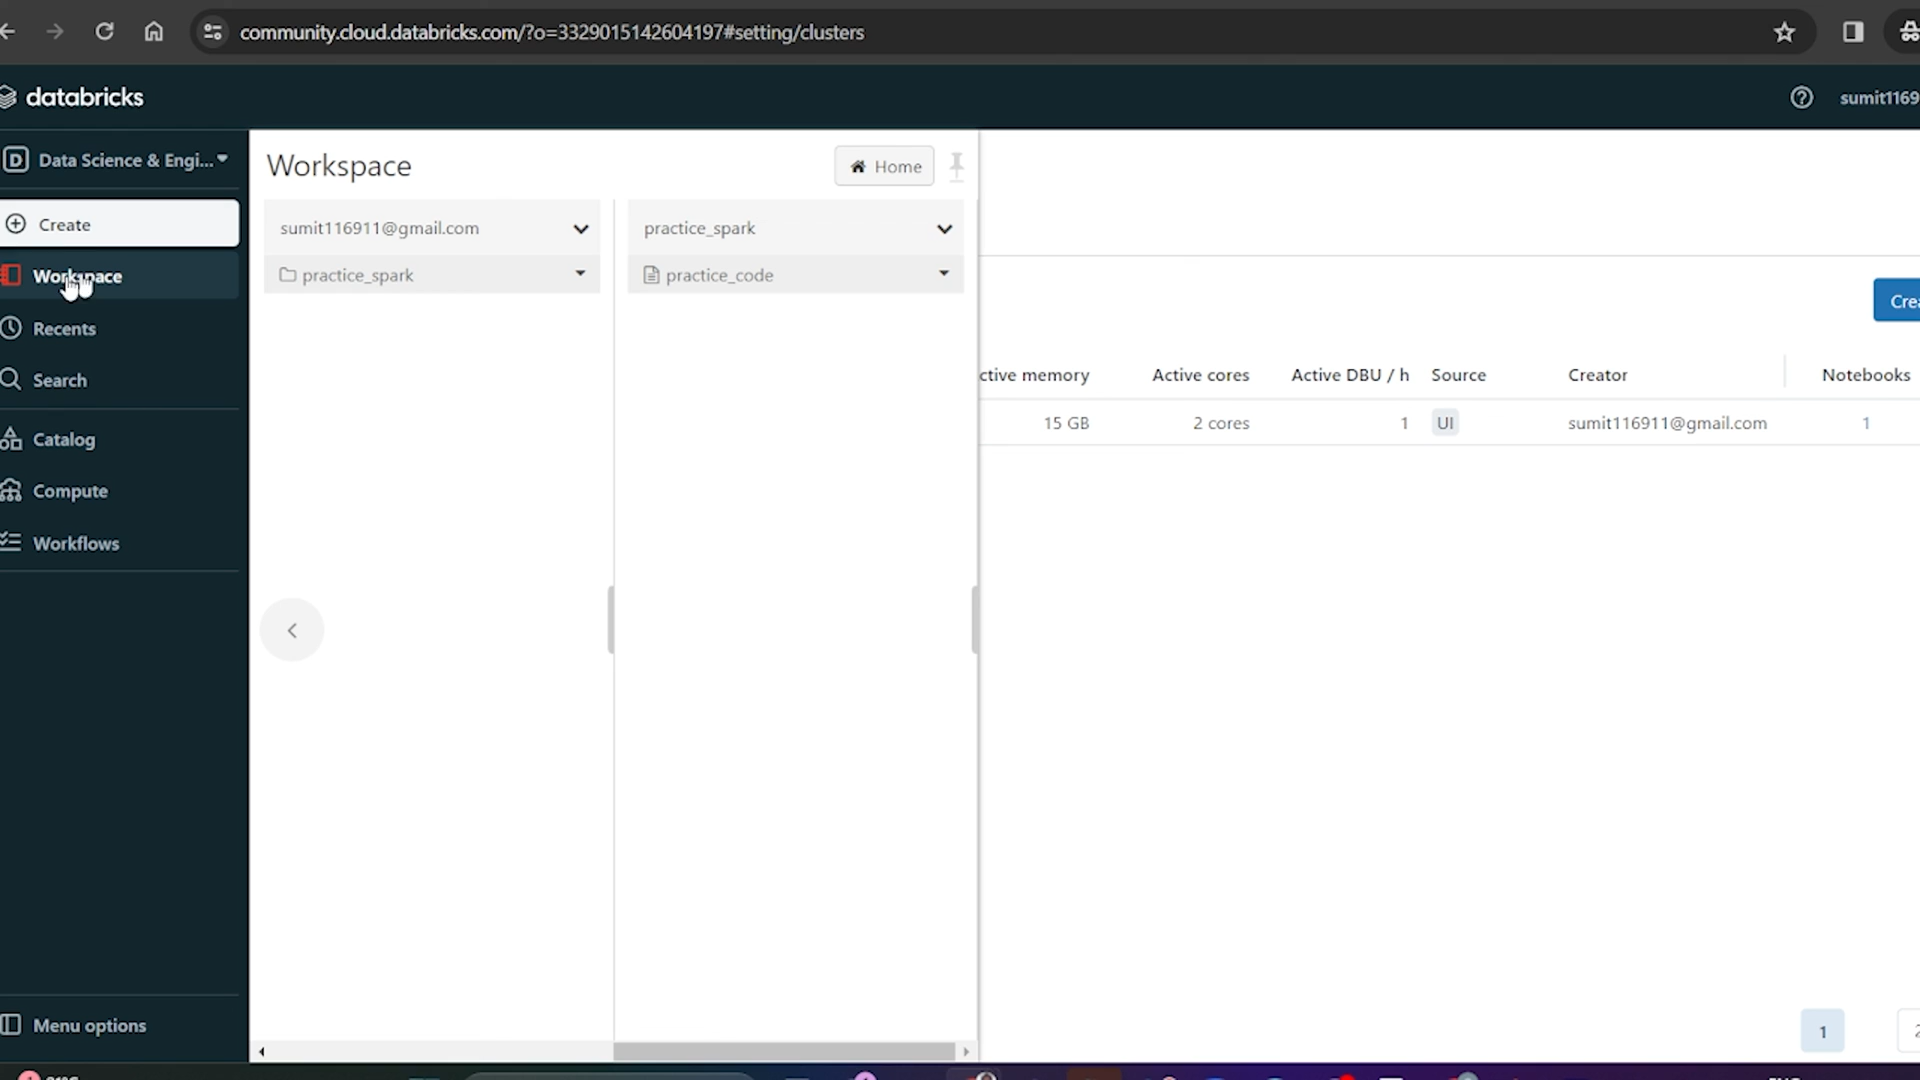 community.cloud.databricks.com/?o=3329015142604197#setting/clusters
databricks
sumit1169
Data Science & Engi...
Create
Workspace
Recents
Search
Catalog
Compute
Workflows
Menu options
Workspace
Home
sumit116911@gmail.com
practice_spark
practice_spark
practice_code
Crea
ctive memory Active cores Active DBU / h Source Creator Notebooks
15 GB 2 cores 1 UI sumit116911@gmail.com 1
1